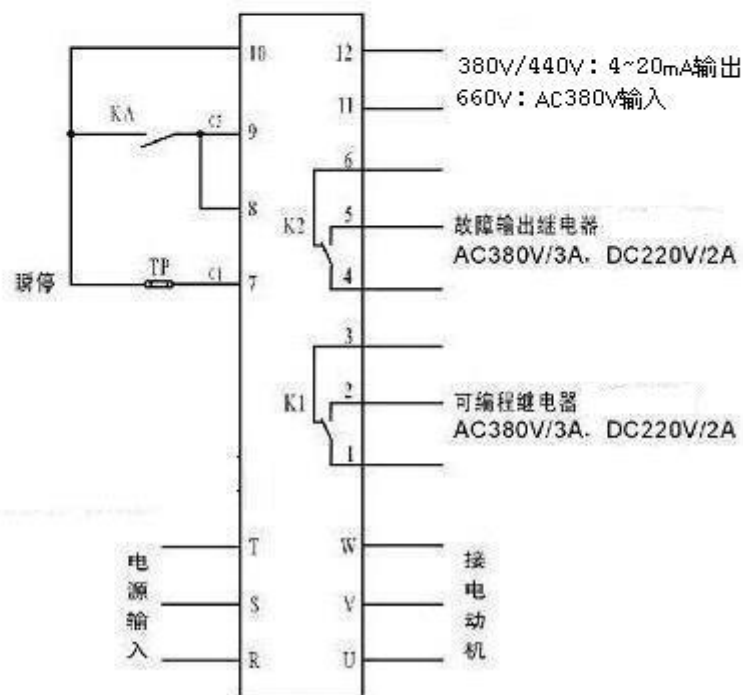 10
12
380V/440V：4~20mA输出
11
660V：AC380V输入
KA
C5
9
6
8
K2
5
故障输出继电器
AC380V/3A．DC220V/2A
瞬停
TP
C1
7
4
3
K1
2
可编程继电器
AC380V/3A．DC220V/2A
1
电源输入
T
S
R
W
V
U
接电动机